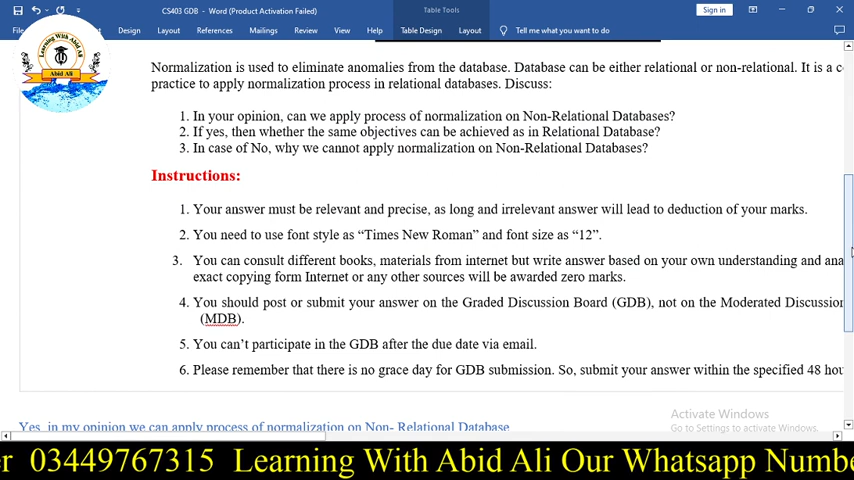 CS403 GDB - Word (Product Activation Failed)
Table Tools
Sign in
Design Layout References Mailings Review View Help Table Design Layout Tell me what you want to do
Learning With Abid Ali
Abid Ali
Normalization is used to eliminate anomalies from the database. Database can be either relational or non-relational. It is a
practice to apply normalization process in relational databases. Discuss:
1. In your opinion, can we apply process of normalization on Non-Relational Databases?
2. If yes, then whether the same objectives can be achieved as in Relational Database?
3. In case of No, why we cannot apply normalization on Non-Relational Databases?
Instructions:
1. Your answer must be relevant and precise, as long and irrelevant answer will lead to deduction of your marks.
2. You need to use font style as “Times New Roman” and font size as “12”.
3. You can consult different books, materials from internet but write answer based on your own understanding and ana
exact copying form Internet or any other sources will be awarded zero marks.
4. You should post or submit your answer on the Graded Discussion Board (GDB), not on the Moderated Discussion
(MDB).
5. You can’t participate in the GDB after the due date via email.
6. Please remember that there is no grace day for GDB submission. So, submit your answer within the specified 48 hou
Yes, in my opinion we can apply process of normalization on Non- Relational Database
Activate Windows
Go to Settings to activate Windows.
r 03449767315 Learning With Abid Ali Our Whatsapp Numbe